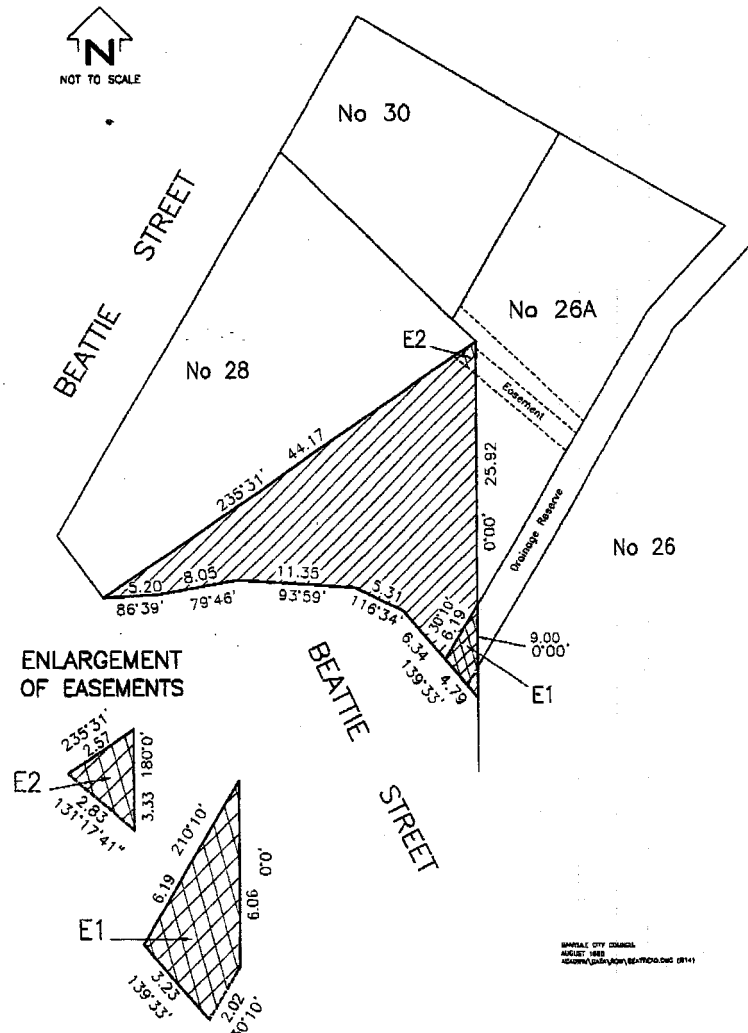 N
NOT TO SCALE
No 30
BEATTIE STREET
No 26A
E2
Easement
No 28
44.17
235°31'
25.92
0°00'
Drainage Reserve
No 26
5.20
86°39'
8.05
79°46'
11.35
93°59'
5.31
116°34'
30°10'
6.19
6.34
139°33'
4.79
9.00
0°00'
E1
BEATTIE STREET
ENLARGEMENT
OF EASEMENTS
235°31'
2.57
E2
180°0'
3.33
2.83
131°17'41"
210°10'
6.19
0°0'
6.06
E1
3.23
139°33'
2.02
CITY COUNCIL
AUGUST